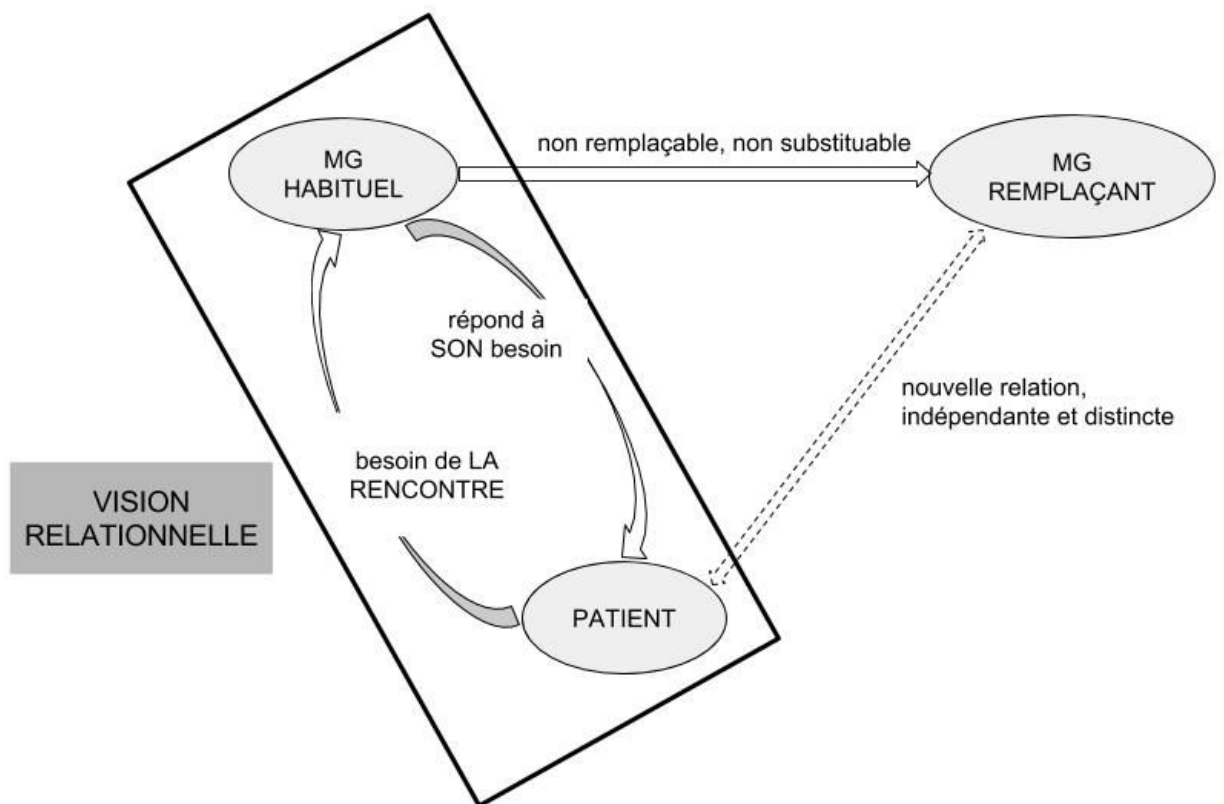 MG
HABITUEL
non remplaçable, non substituable
MG
REMPLAÇANT
répond à
SON besoin
nouvelle relation,
indépendante et distincte
besoin de LA
RENCONTRE
VISION
RELATIONNELLE
PATIENT